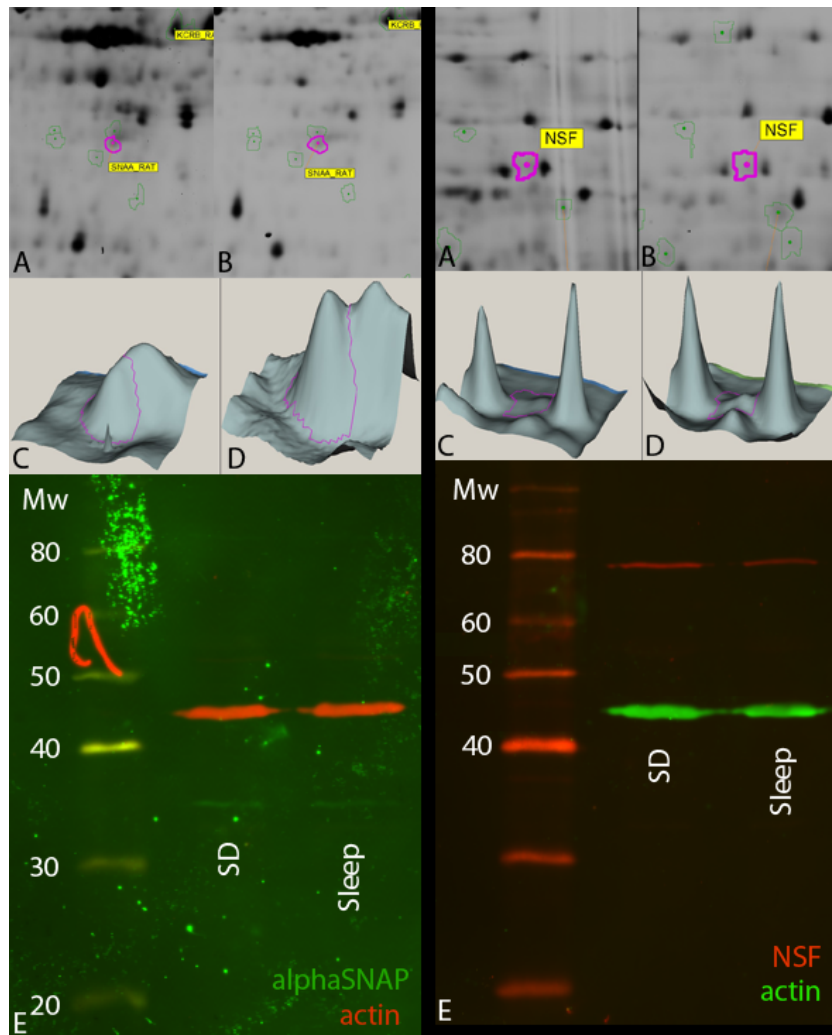 KCRB_RA
KCRB_
SNAA_RAT
SNAA_RAT
A
B
C
D
Mw
80
60
50
40
30
20
SD
Sleep
alphaSNAP
actin
E
NSF
NSF
A
B
C
D
Mw
80
60
50
40
SD
Sleep
NSF
actin
E